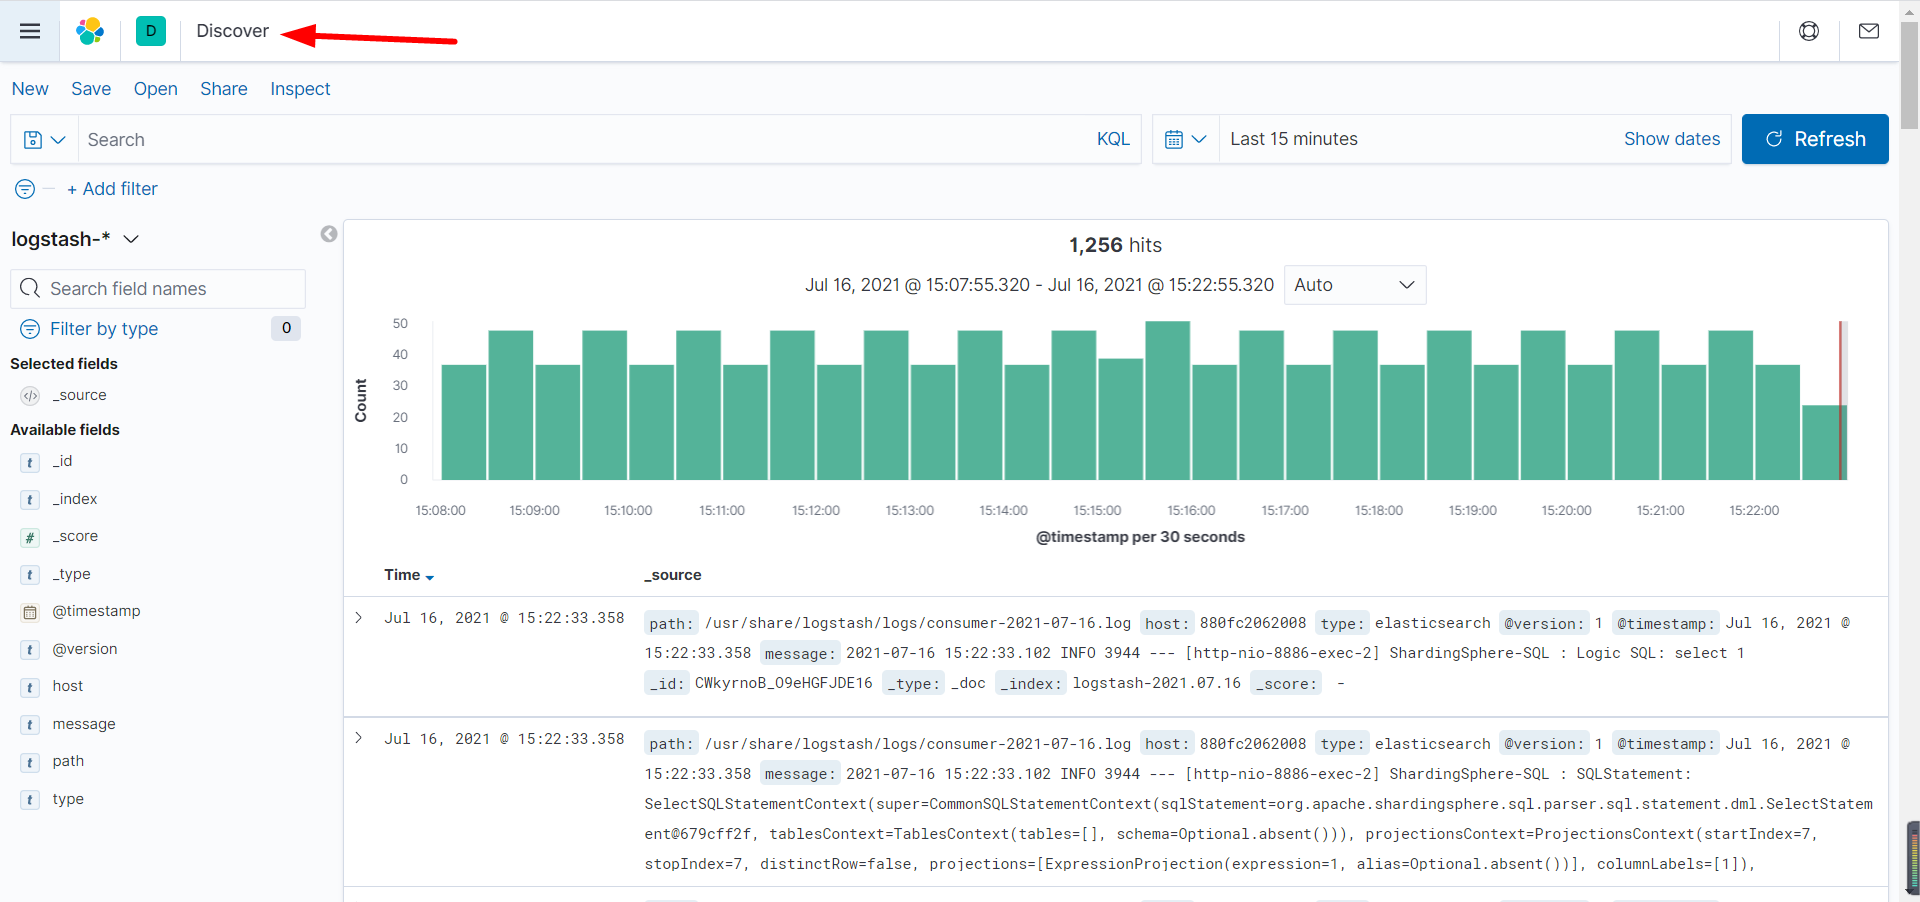 D Discover
New Save Open Share Inspect
Search KQL Last 15 minutes Show dates Refresh
+ Add filter
logstash-*
Search field names
Filter by type 0
Selected fields
</> _source
Available fields
t _id
t _index
# _score
t _type
@timestamp
t @version
t host
t message
t path
t type
1,256 hits
Jul 16, 2021 @ 15:07:55.320 - Jul 16, 2021 @ 15:22:55.320 Auto
Count
50
40
30
20
10
0
15:08:00 15:09:00 15:10:00 15:11:00 15:12:00 15:13:00 15:14:00 15:15:00 15:16:00 15:17:00 15:18:00 15:19:00 15:20:00 15:21:00 15:22:00
@timestamp per 30 seconds
Time _source
Jul 16, 2021 @ 15:22:33.358 path: /usr/share/logstash/logs/consumer-2021-07-16.log host: 880fc2062008 type: elasticsearch @version: 1 @timestamp: Jul 16, 2021 @
15:22:33.358 message: 2021-07-16 15:22:33.102 INFO 3944 --- [http-nio-8886-exec-2] ShardingSphere-SQL : Logic SQL: select 1
_id: CWkyrnoB_O9eHGFJDE16 _type: _doc _index: logstash-2021.07.16 _score: -
Jul 16, 2021 @ 15:22:33.358 path: /usr/share/logstash/logs/consumer-2021-07-16.log host: 880fc2062008 type: elasticsearch @version: 1 @timestamp: Jul 16, 2021 @
15:22:33.358 message: 2021-07-16 15:22:33.102 INFO 3944 --- [http-nio-8886-exec-2] ShardingSphere-SQL : SQLStatement:
SelectSQLStatementContext(super=CommonSQLStatementContext(sqlStatement=org.apache.shardingsphere.sql.parser.sql.statement.dml.SelectStatem
ent@679cff2f, tablesContext=TablesContext(tables=[], schema=Optional.absent())), projectionsContext=ProjectionsContext(startIndex=7,
stopIndex=7, distinctRow=false, projections=[ExpressionProjection(expression=1, alias=Optional.absent())], columnLabels=[1]),